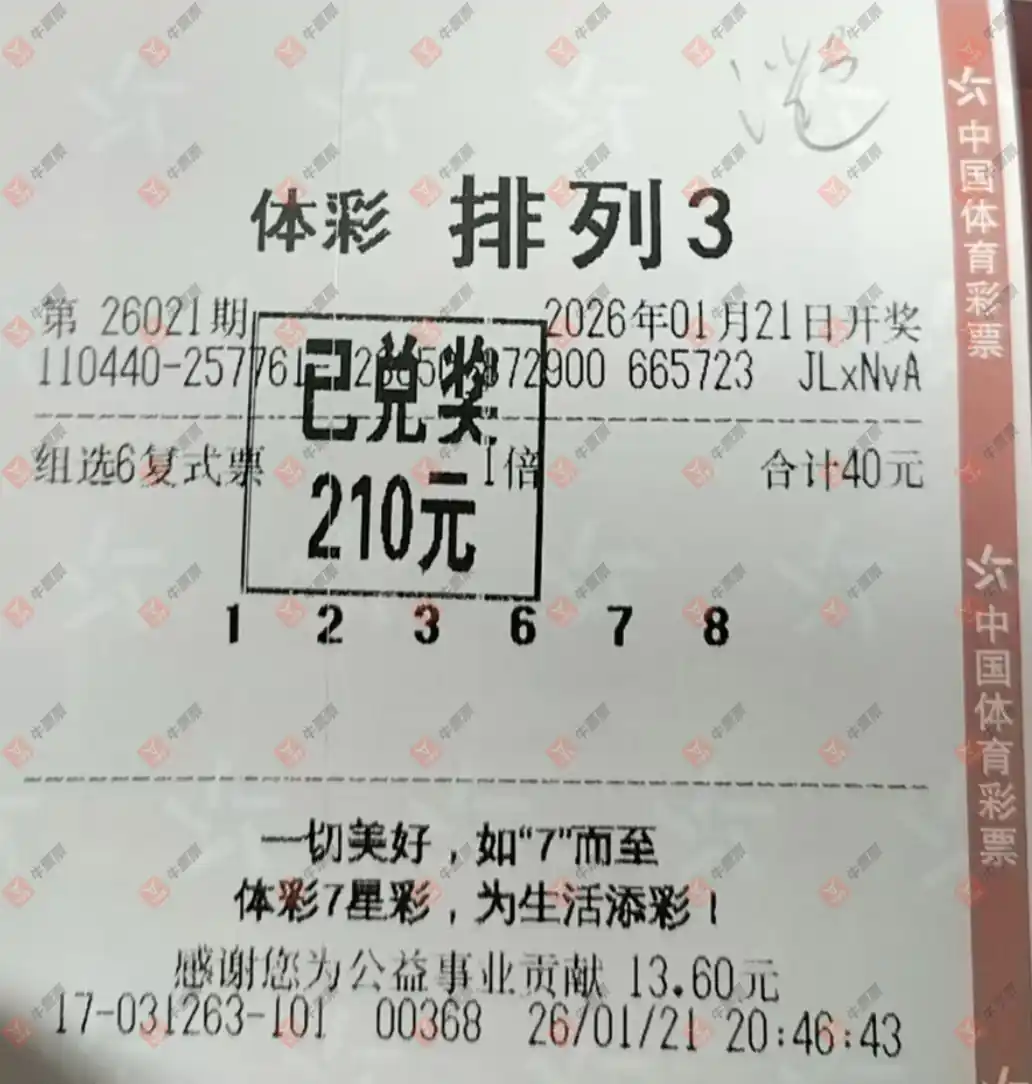 体彩 排列3
第 26021期 2026年01月21日开奖
110440-257761- 872900 665723 JLxNvA
已兑奖
组选6复式票 1倍 合计40元
210元
1 2 3 6 7 8
一切美好，如“7”而至
体彩7星彩，为生活添彩！
感谢您为公益事业贡献 13.60元
17-031263-101 00368 26/01/21 20:46:43
中国体育彩票
中国体育彩票